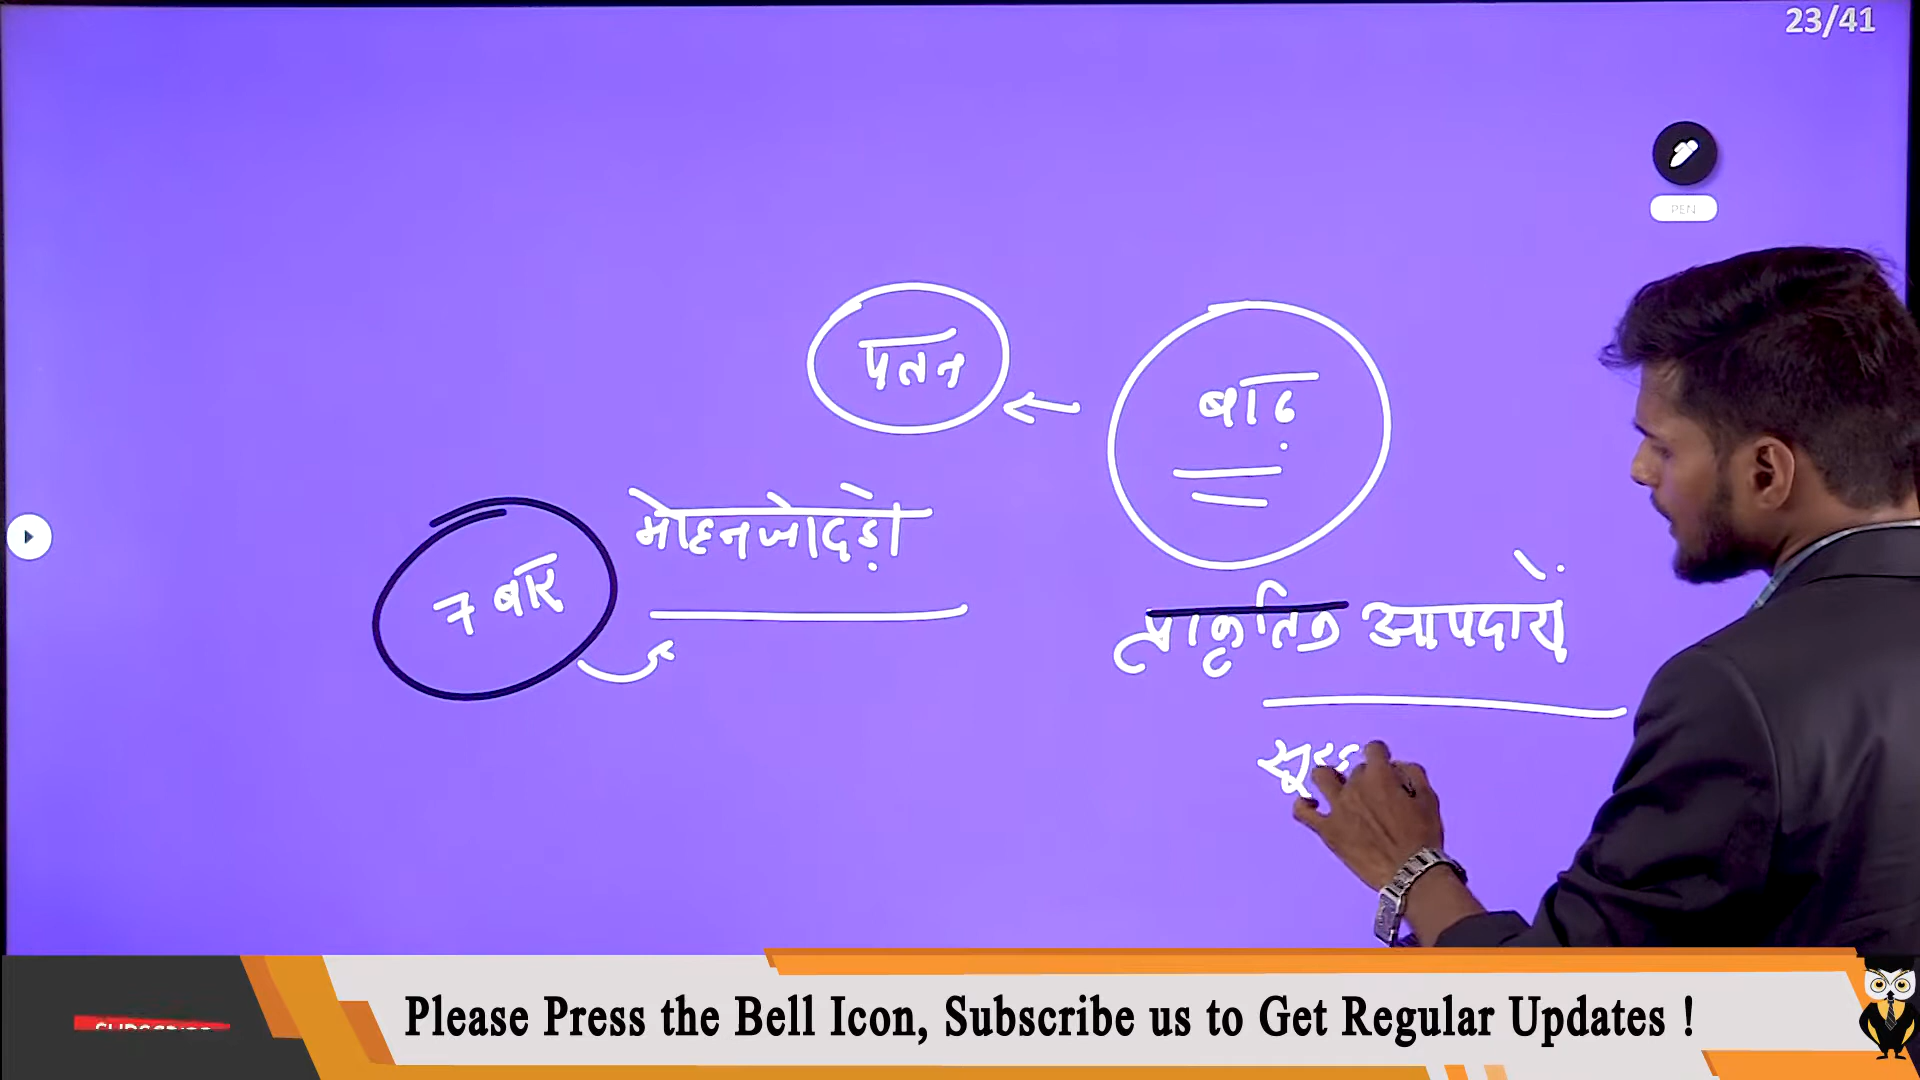 23/41
PEN
पतन
बाढ़
मोहनजोदड़ो
7 बार
प्राकृतिक आपदायें
Please Press the Bell Icon, Subscribe us to Get Regular Updates !